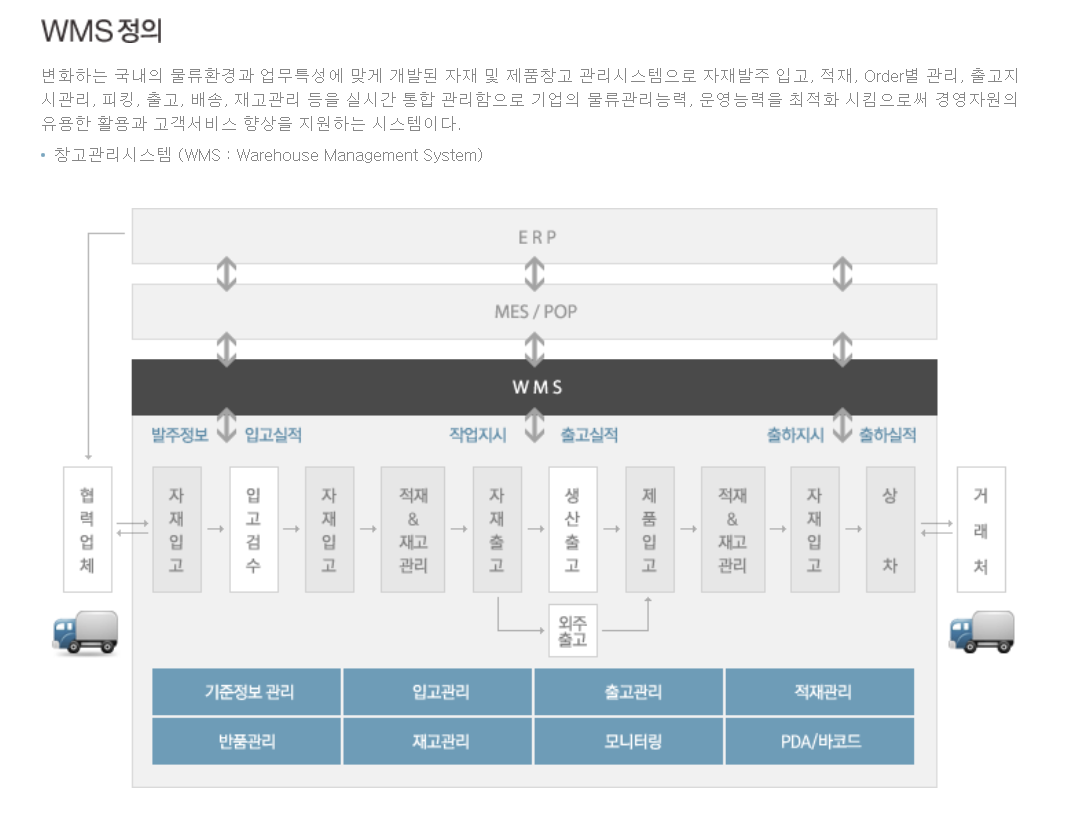 WMS 정의
변화하는 국내의 물류환경과 업무특성에 맞게 개발된 자재 및 제품창고 관리시스템으로 자재발주 입고, 적재, Order별 관리, 출고지
시관리, 피킹, 출고, 배송, 재고관리 등을 실시간 통합 관리함으로 기업의 물류관리능력, 운영능력을 최적화 시킴으로써 경영자원의
유용한 활용과 고객서비스 향상을 지원하는 시스템이다.
• 창고관리시스템 (WMS : Warehouse Management System)
ERP
MES / POP
WMS
발주정보 입고실적 작업지시 출고실적 출하지시 출하실적
협력업체
자재입고
입고검수
자재입고
적재
&
재고
관리
자재출고
생산출고
제품입고
적재
&
재고
관리
자재입고
상차
거래처
외주
출고
기준정보 관리 입고관리 출고관리 적재관리
반품관리 재고관리 모니터링 PDA/바코드